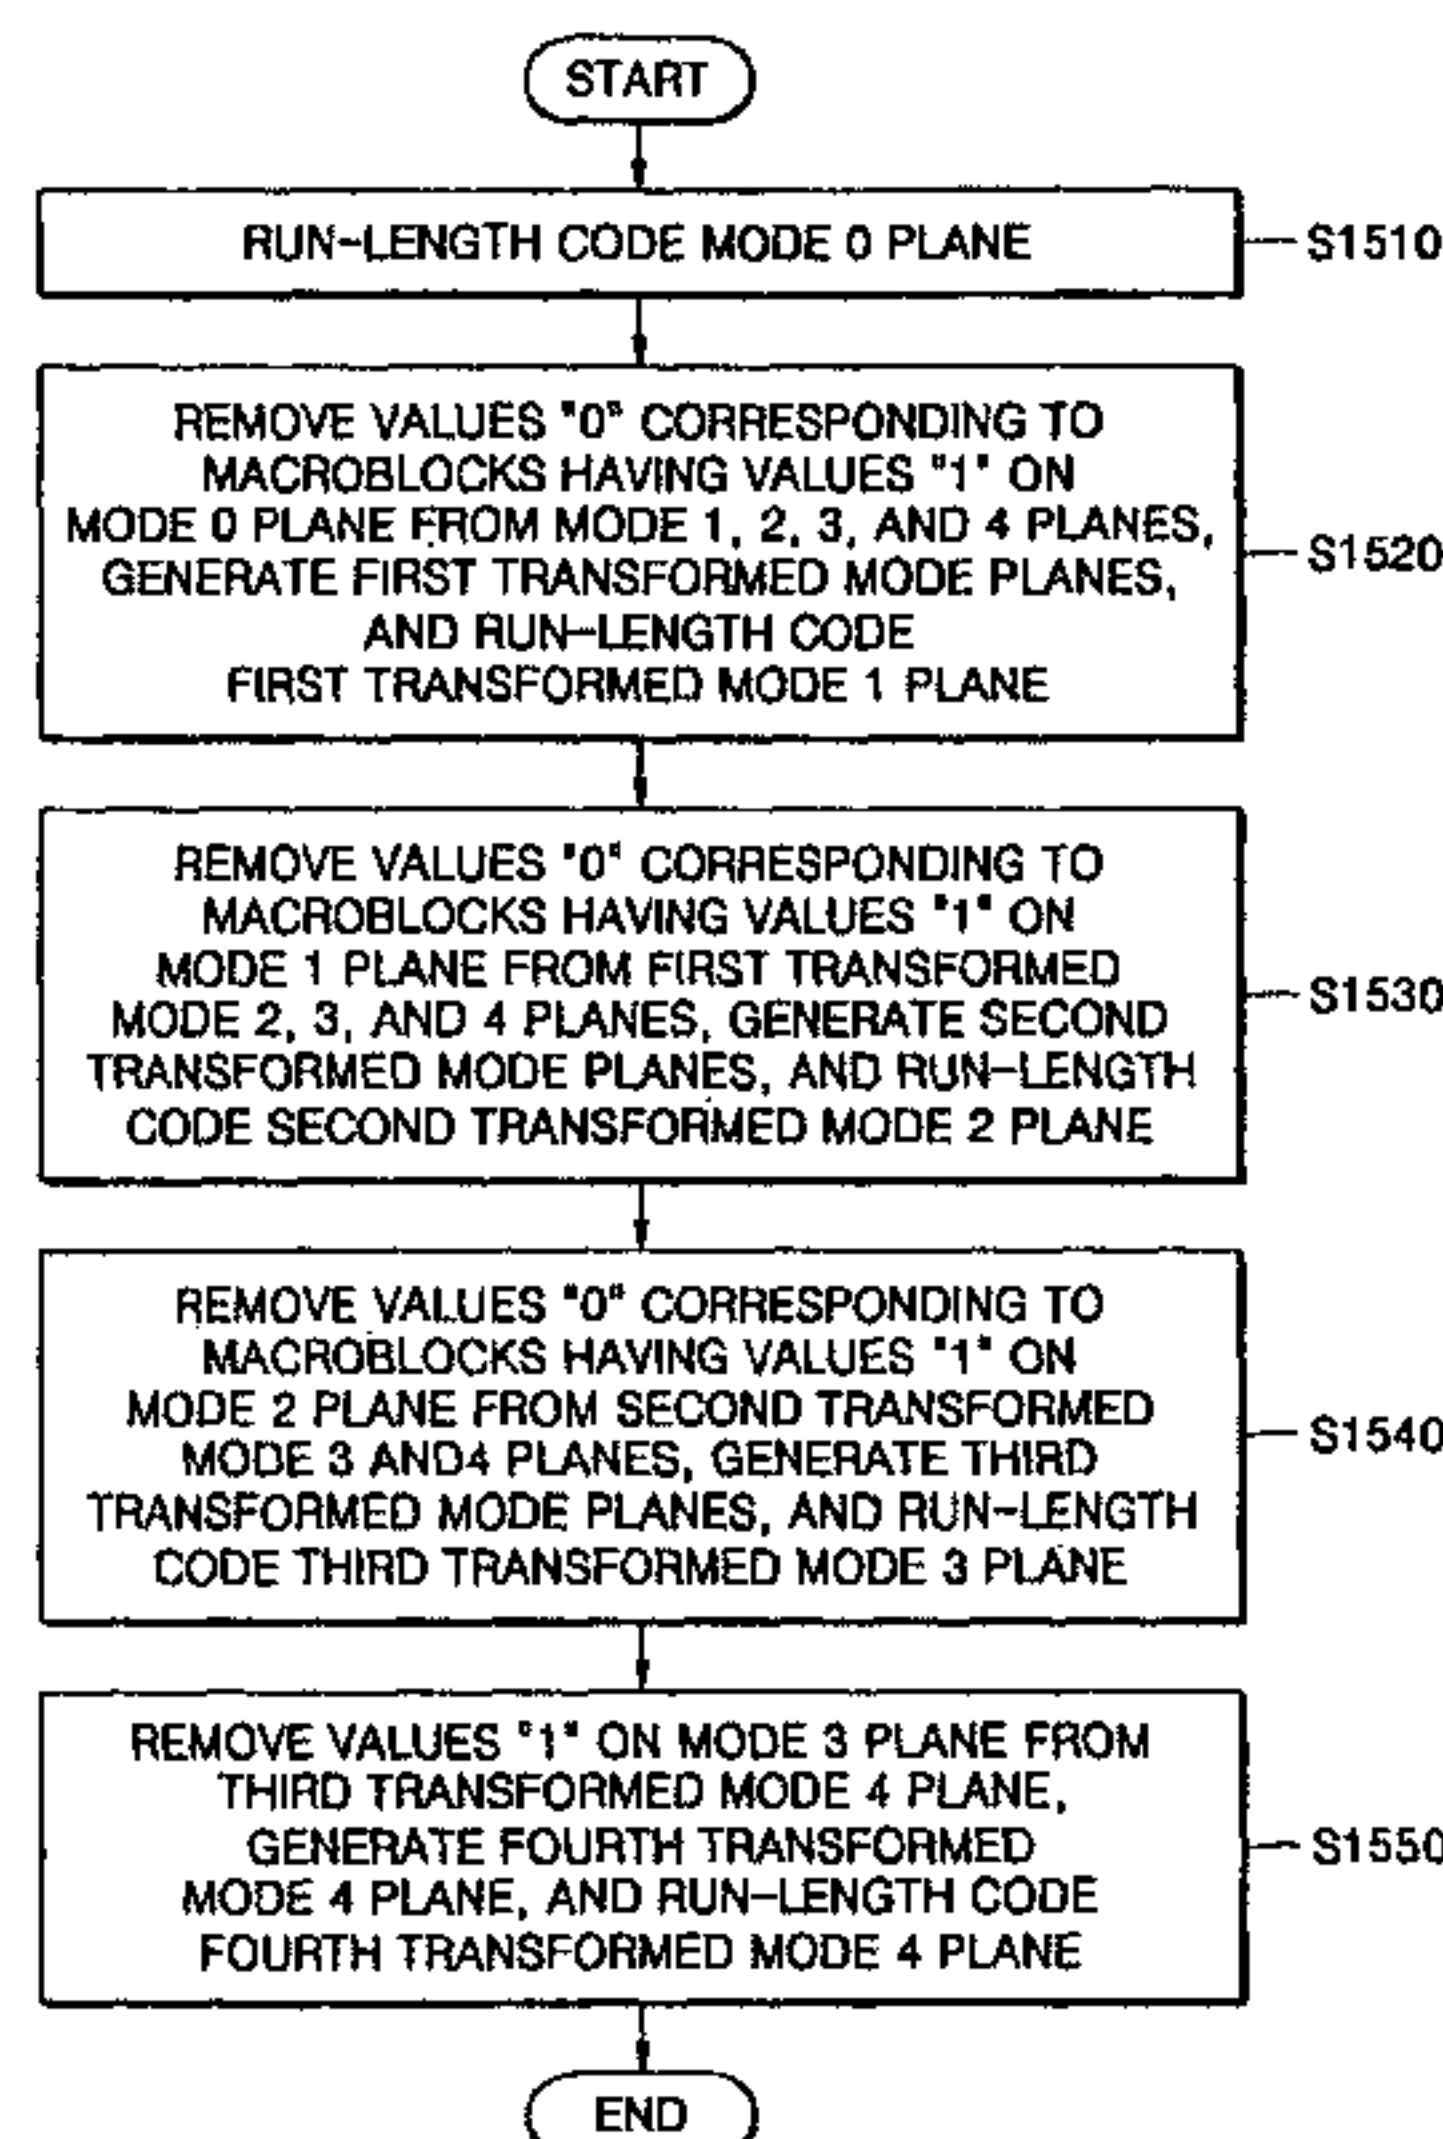 START
RUN-LENGTH CODE MODE 0 PLANE
S1510
REMOVE VALUES "0" CORRESPONDING TO
MACROBLOCKS HAVING VALUES "1" ON
MODE 0 PLANE FROM MODE 1, 2, 3, AND 4 PLANES,
GENERATE FIRST TRANSFORMED MODE PLANES,
AND RUN-LENGTH CODE
FIRST TRANSFORMED MODE 1 PLANE
S1520
REMOVE VALUES "0" CORRESPONDING TO
MACROBLOCKS HAVING VALUES "1" ON
MODE 1 PLANE FROM FIRST TRANSFORMED
MODE 2, 3, AND 4 PLANES, GENERATE SECOND
TRANSFORMED MODE PLANES, AND RUN-LENGTH
CODE SECOND TRANSFORMED MODE 2 PLANE
S1530
REMOVE VALUES "0" CORRESPONDING TO
MACROBLOCKS HAVING VALUES "1" ON
MODE 2 PLANE FROM SECOND TRANSFORMED
MODE 3 AND4 PLANES, GENERATE THIRD
TRANSFORMED MODE PLANES, AND RUN-LENGTH
CODE THIRD TRANSFORMED MODE 3 PLANE
S1540
REMOVE VALUES "1" ON MODE 3 PLANE FROM
THIRD TRANSFORMED MODE 4 PLANE,
GENERATE FOURTH TRANSFORMED
MODE 4 PLANE, AND RUN-LENGTH CODE
FOURTH TRANSFORMED MODE 4 PLANE
S1550
END